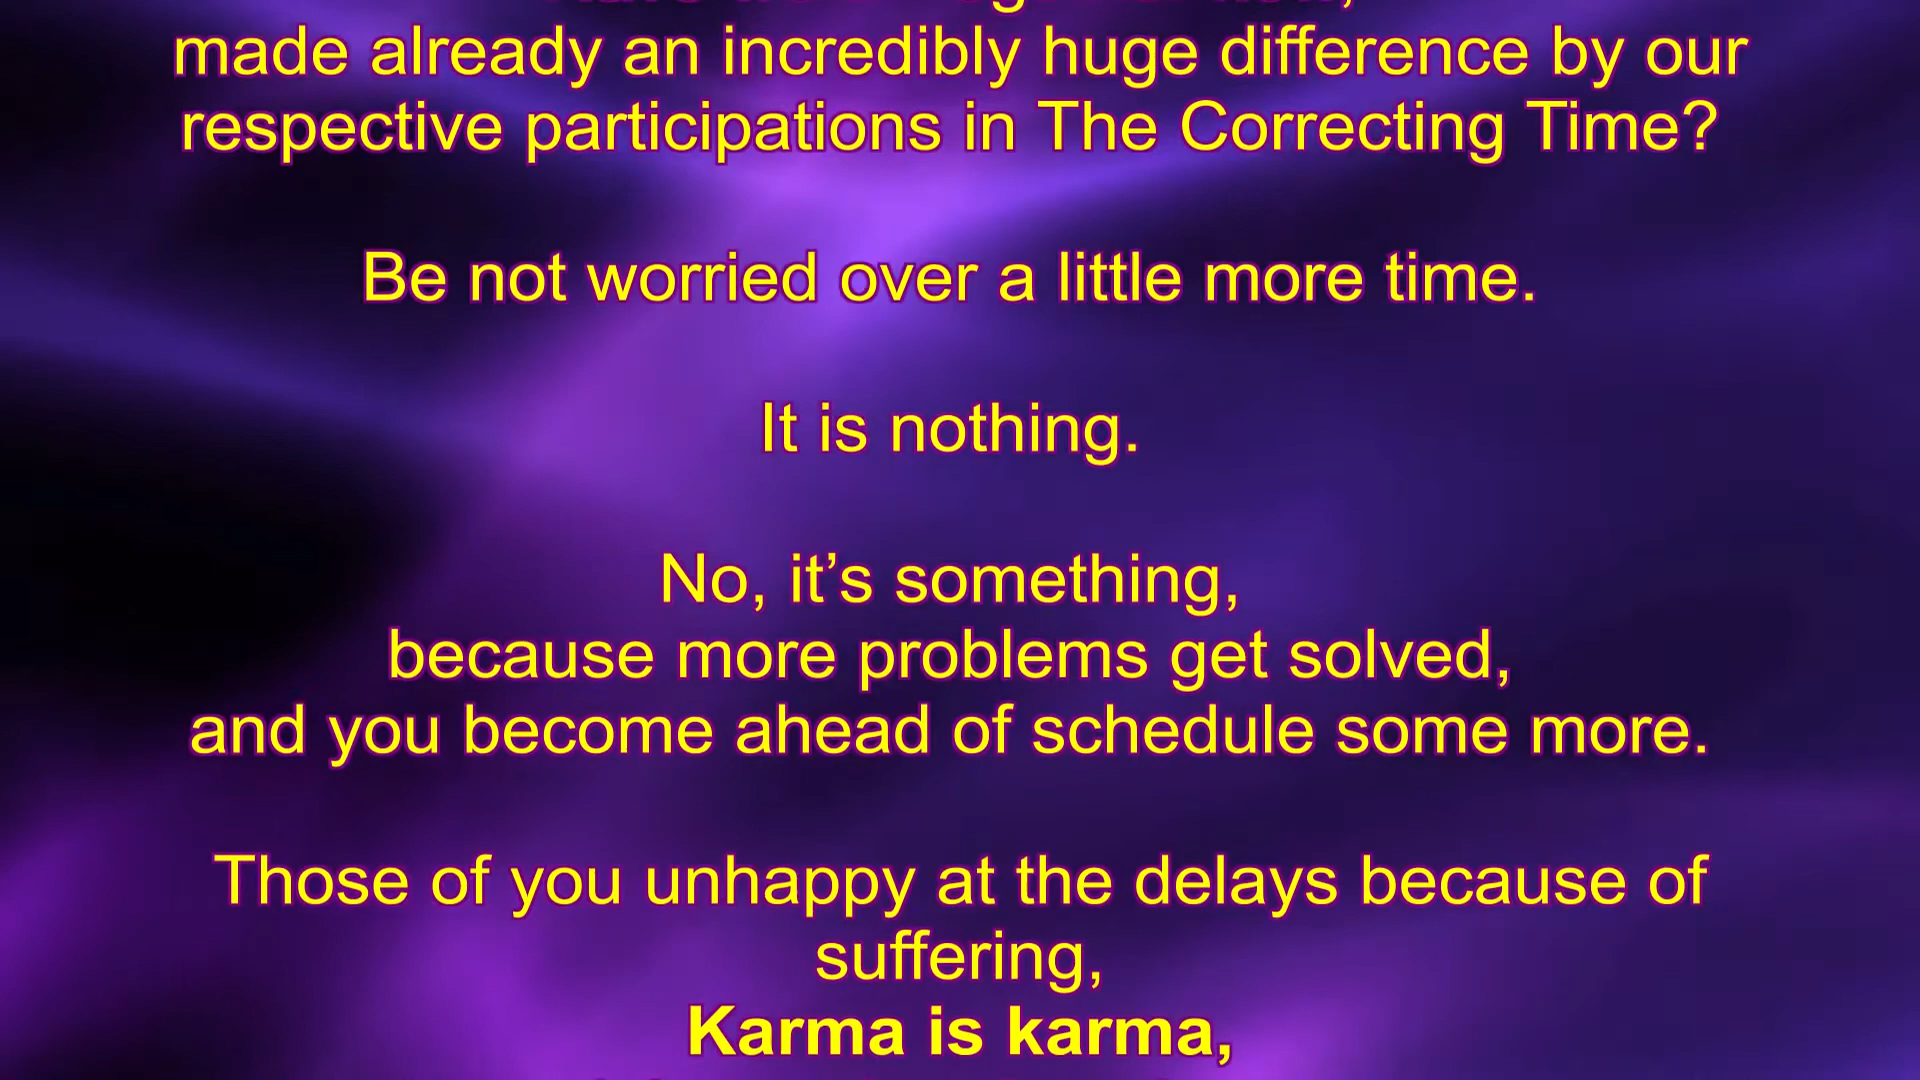 made already an incredibly huge difference by our
respective participations in The Correcting Time?
Be not worried over a little more time.
It is nothing.
No, it’s something,
because more problems get solved,
and you become ahead of schedule some more.
Those of you unhappy at the delays because of
suffering,
Karma is karma,